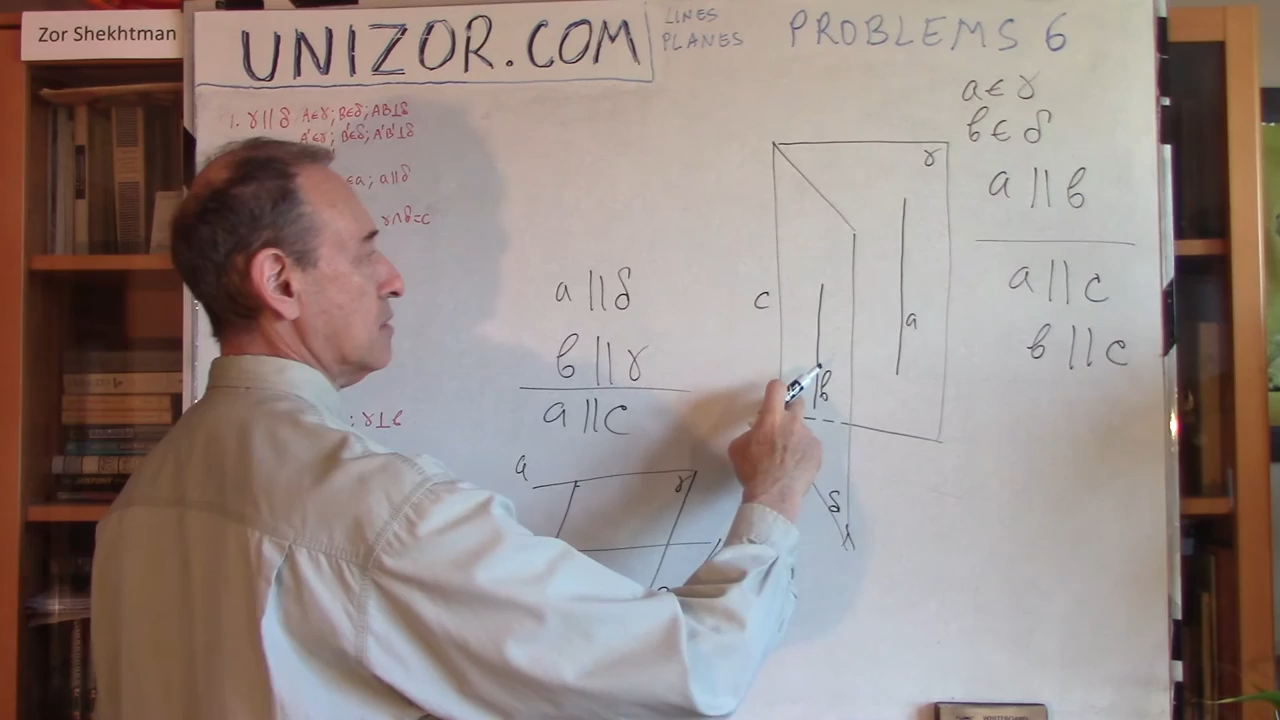 Zor Shekhtman
UNIZOR.COM
LINES
PLANES
PROBLEMS 6
1. γ || δ A∈γ; B∈δ; AB⊥δ
A'∈γ; B'∈δ; A'B'⊥δ
∈a; a||δ
γ∩δ=c
: γ⊥b
a || δ
b || γ
a || c
a
γ
c
γ
a
b
δ
a ∈ γ
b ∈ δ
a || b
a || c
b || c